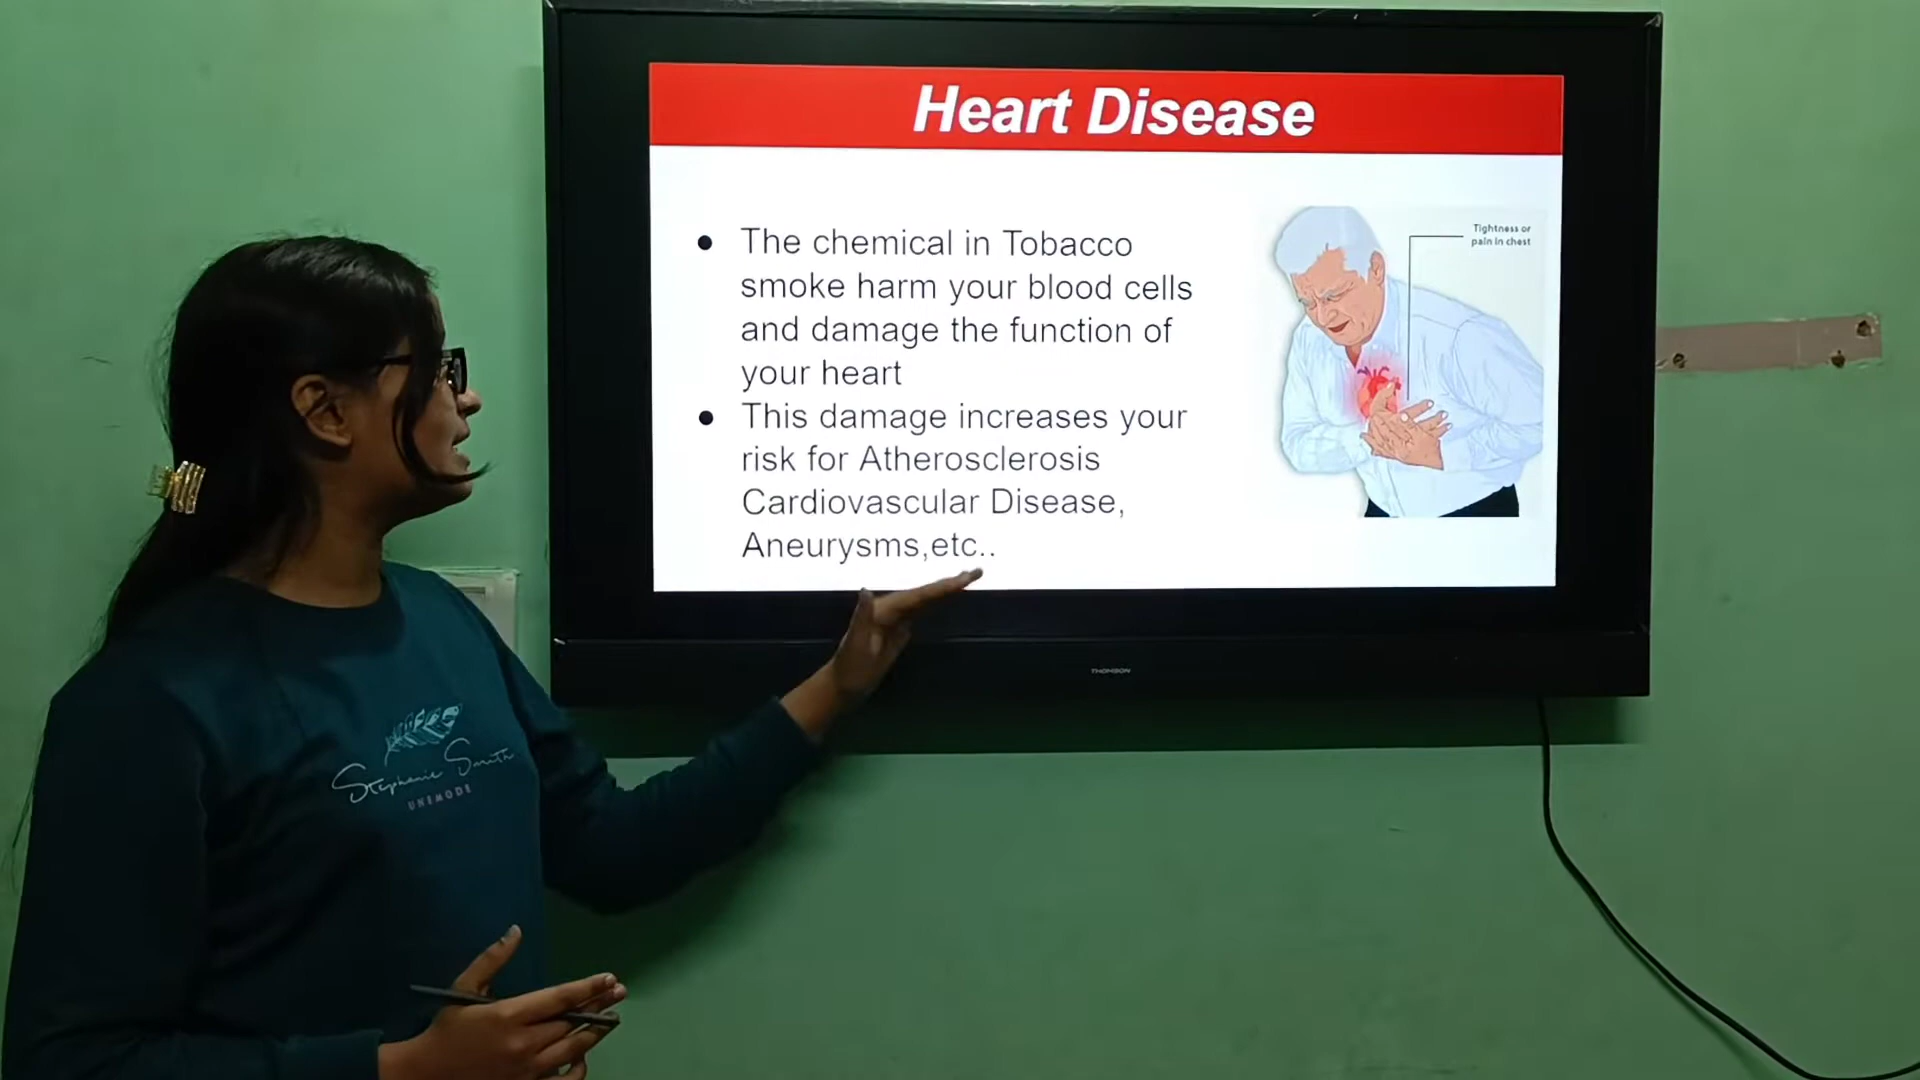 Heart Disease
● The chemical in Tobacco
smoke harm your blood cells
and damage the function of
your heart
● This damage increases your
risk for Atherosclerosis
Cardiovascular Disease,
Aneurysms,etc..
Tightness or
pain in chest
THOMSON
Stephanie Smith
UNEMODE